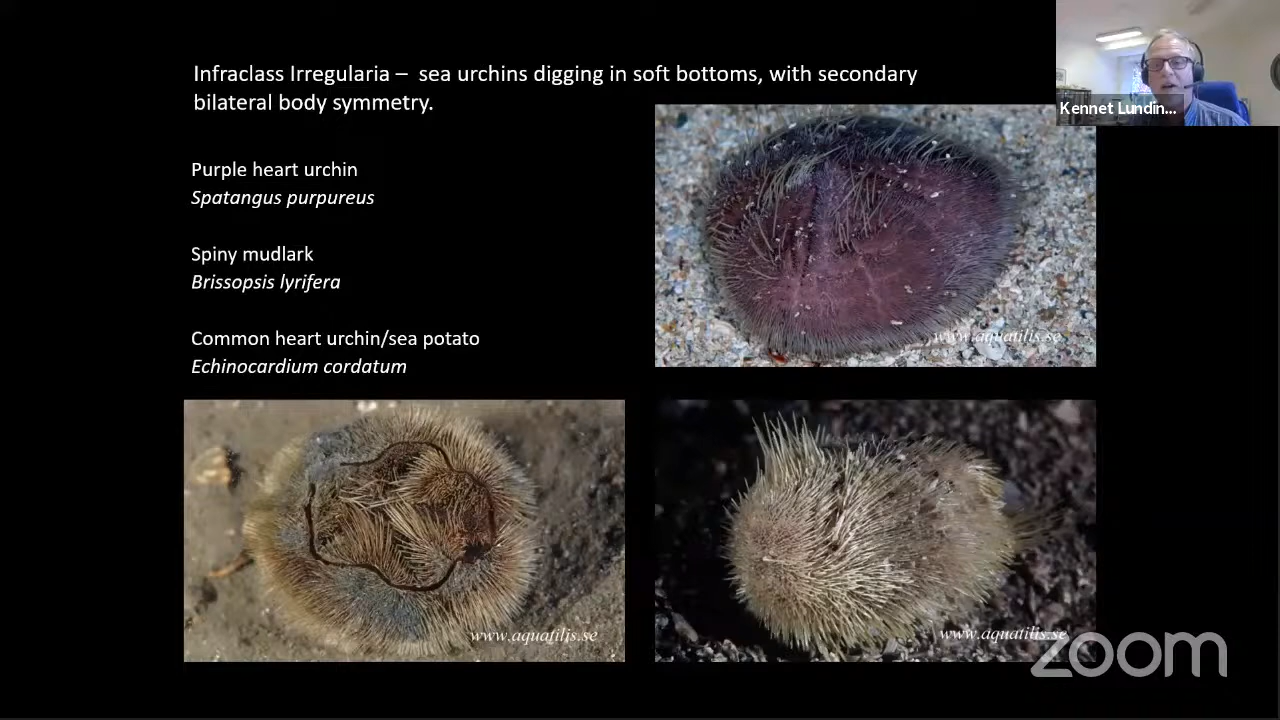 Infraclass Irregularia – sea urchins digging in soft bottoms, with secondary
bilateral body symmetry.
Kennet Lundin...
Purple heart urchin
Spatangus purpureus
Spiny mudlark
Brissopsis lyrifera
Common heart urchin/sea potato
Echinocardium cordatum
www.aquatilis.se
www.aquatilis.se
www.aquatilis.se
zoom